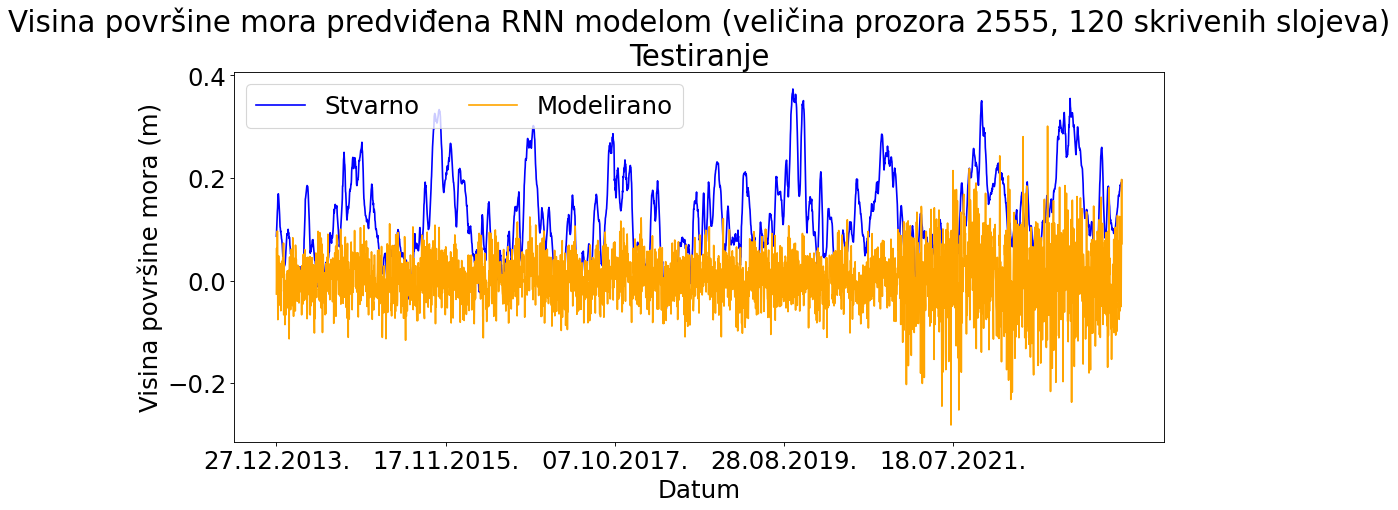 Visina površine mora predviđena RNN modelom (veličina prozora 2555, 120 skrivenih slojeva)
Testiranje
Stvarno Modelirano
Visina površine mora (m)
0.4
0.2
0.0
−0.2
27.12.2013. 17.11.2015. 07.10.2017. 28.08.2019. 18.07.2021.
Datum